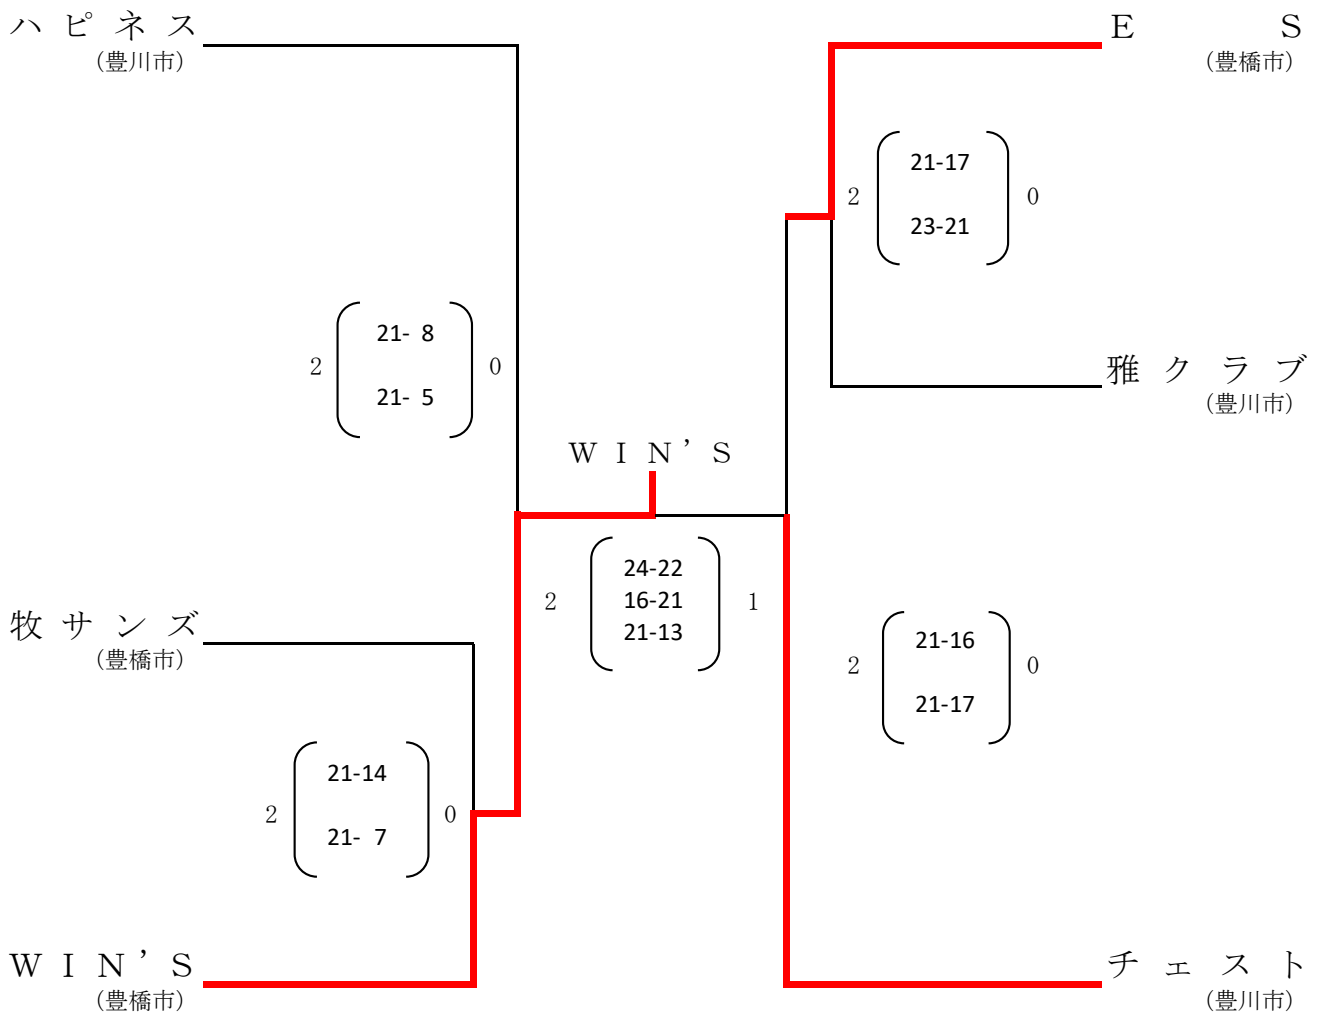 ハピネス
(豊川市)
Ｅ　　Ｓ
(豊橋市)
21-17
2 0
23-21
21- 8
2 0
21- 5
雅クラブ
(豊川市)
ＷＩＮ’Ｓ
24-22
2 16-21 1
21-13
牧サンズ
(豊橋市)
21-16
2 0
21-17
21-14
2 0
21- 7
ＷＩＮ’Ｓ
(豊橋市)
チェスト
(豊川市)